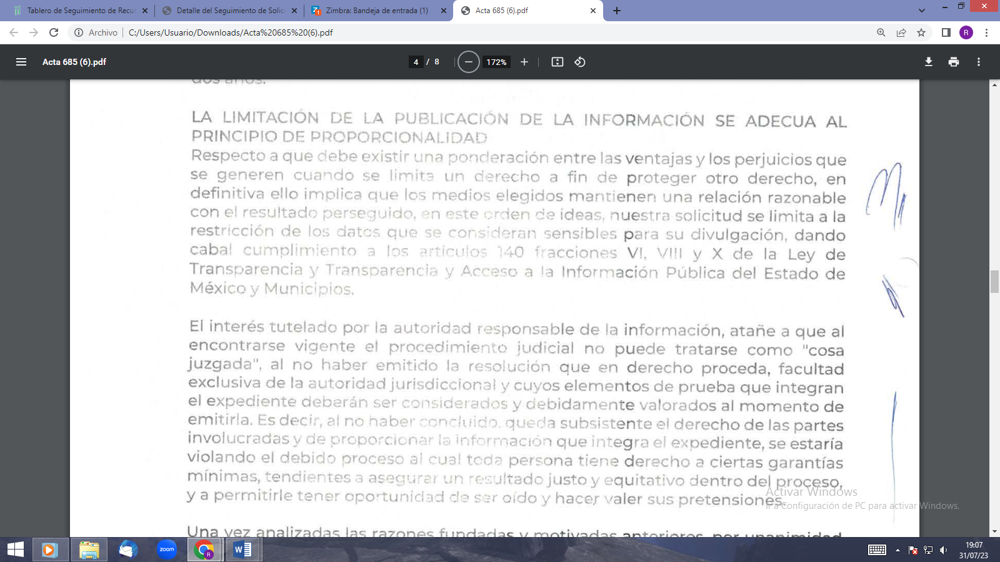 Tablero de Seguimiento de Recur
Detalle del Seguimiento de Solici
Zimbra: Bandeja de entrada (1)
Acta 685 (6).pdf
Archivo
C:/Users/Usuario/Downloads/Acta%20685%20(6).pdf
R
Acta 685 (6).pdf
4 / 8
172%
dos años.
LA LIMITACIÓN DE LA PUBLICACIÓN DE LA INFORMACIÓN SE ADECUA AL
PRINCIPIO DE PROPORCIONALIDAD
Respecto a que debe existir una ponderación entre las ventajas y los perjuicios que
se generen cuando se limita un derecho a fin de proteger otro derecho, en
definitiva ello implica que los medios elegidos mantienen una relación razonable
con el resultado perseguido, en este orden de ideas, nuestra solicitud se limita a la
restricción de los datos que se consideran sensibles para su divulgación, dando
cabal cumplimiento a los artículos 140 fracciones VI, VIII y X de la Ley de
Transparencia y Transparencia y Acceso a la Información Pública del Estado de
México y Municipios.
El interés tutelado por la autoridad responsable de la información, atañe a que al
encontrarse vigente el procedimiento judicial no puede tratarse como "cosa
juzgada", al no haber emitido la resolución que en derecho proceda, facultad
exclusiva de la autoridad jurisdiccional y cuyos elementos de prueba que integran
el expediente deberán ser considerados y debidamente valorados al momento de
emitirla. Es decir, al no haber concluido, queda subsistente el derecho de las partes
involucradas y de proporcionar la información que integra el expediente, se estaría
violando el debido proceso al cual toda persona tiene derecho a ciertas garantías
mínimas, tendientes a asegurar un resultado justo y equitativo dentro del proceso,
y a permitirle tener oportunidad de ser oído y hacer valer sus pretensiones.
Una vez analizadas las razones fundadas y motivadas anteriores, por unanimidad,
Activar Windows
Ir a Configuración de PC para activar Windows.
zoom
R
19:07
31/07/23